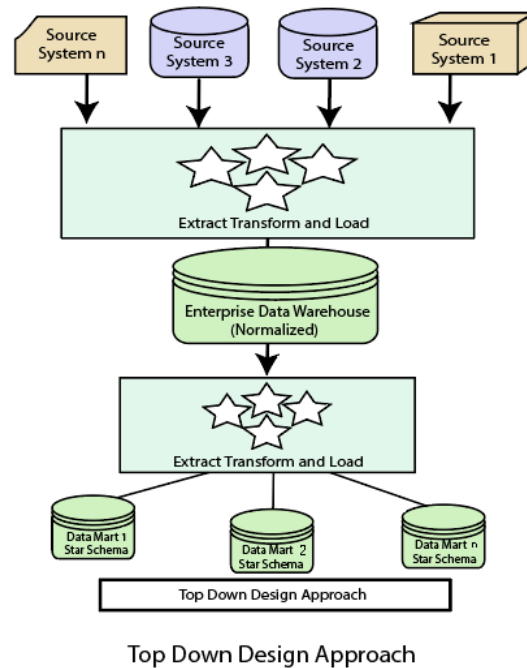 Source
System n
Source
System 3
Source
System 2
Source
System 1
Extract Transform and Load
Enterprise Data Warehouse
(Normalized)
Extract Transform and Load
Data Mart 1
Star Schema
Data Mart 2
Star Schema
Data Mart n
Star Schema
Top Down Design Approach
Top Down Design Approach